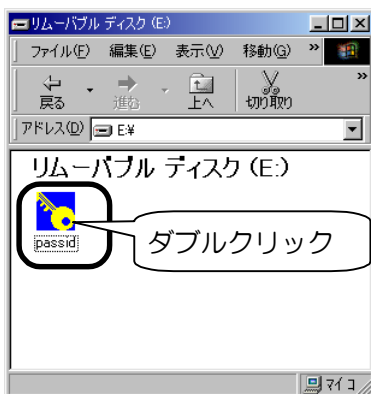 リムーバブル ディスク (E:)
ファイル(F) 編集(E) 表示(V) 移動(G) »
戻る 進む 上へ 切り取り »
アドレス(D) E:¥
リムーバブル ディスク (E:)
passid
ダブルクリック
マイ コ